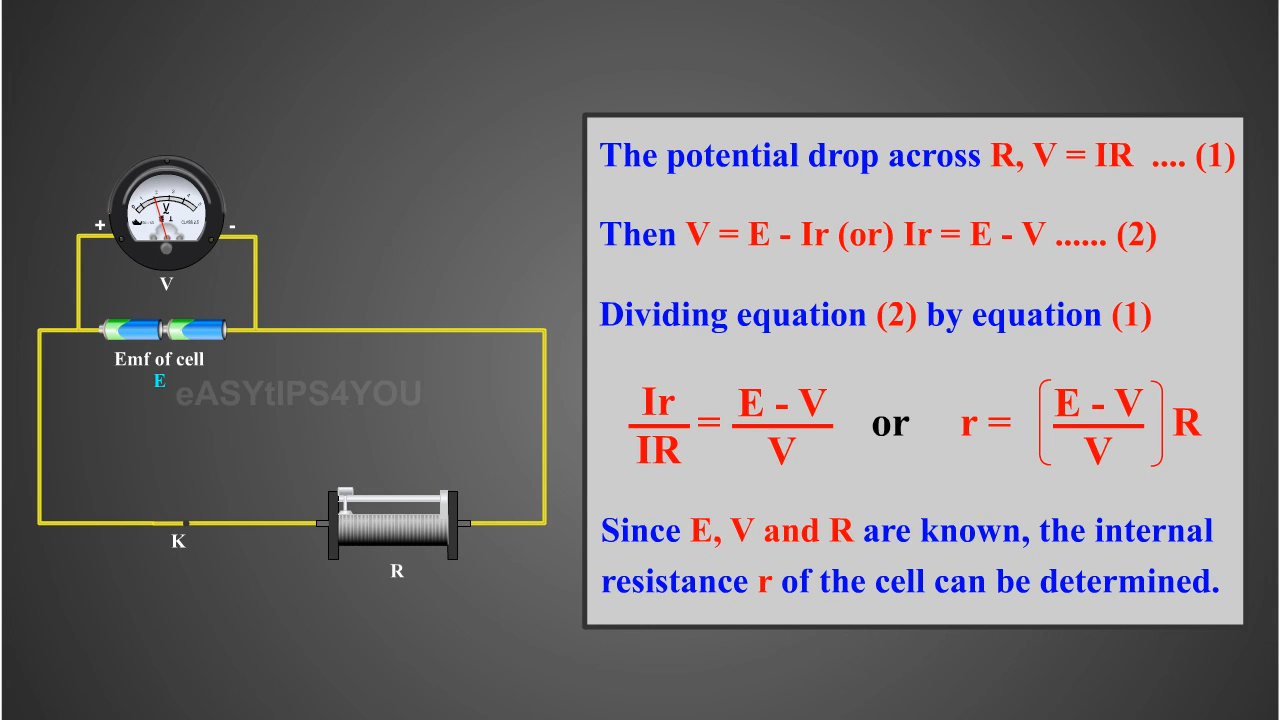 The potential drop across R, V = IR .... (1)
Then V = E - Ir (or) Ir = E - V ...... (2)
Dividing equation (2) by equation (1)
Ir/IR = E - V/V or r = [E - V/V] R
Since E, V and R are known, the internal
resistance r of the cell can be determined.
+ -
V
Emf of cell
E
eASYtIPS4YOU
K
R